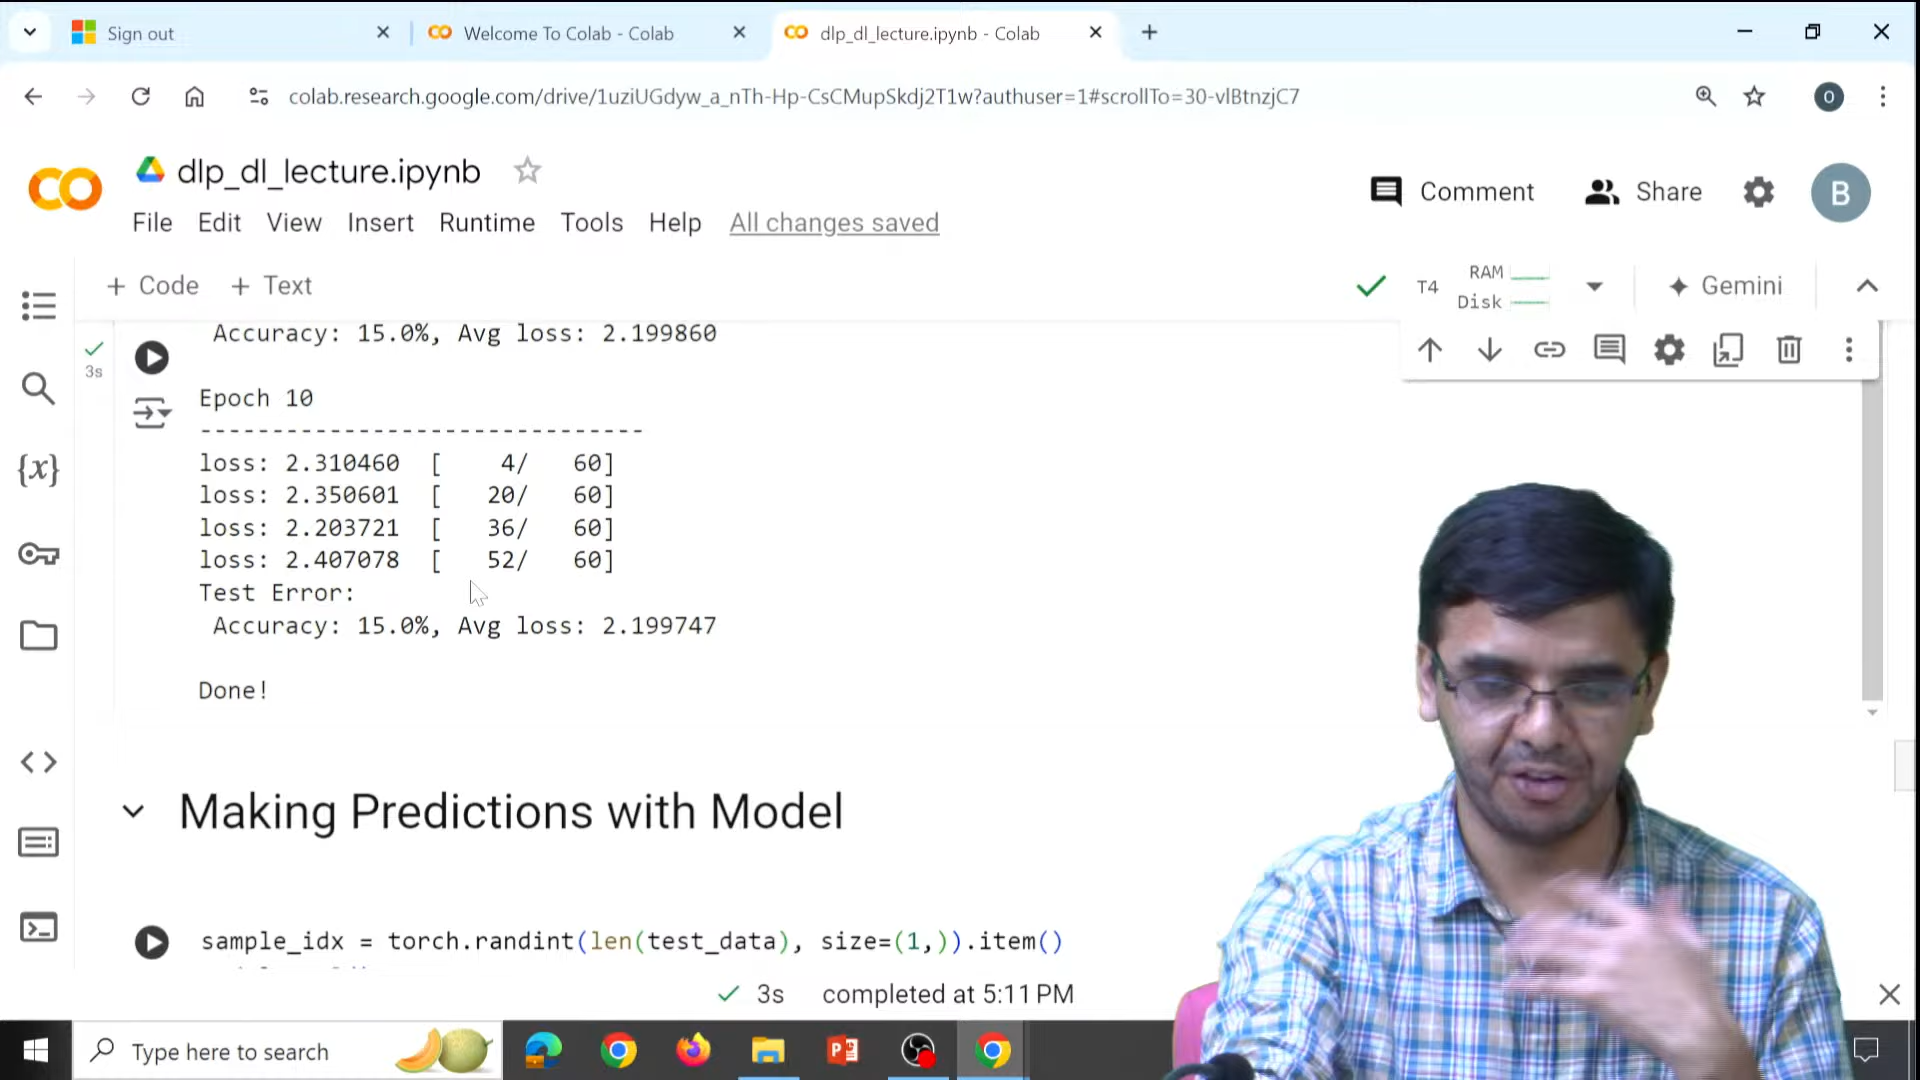 Sign out
Welcome To Colab - Colab
dlp_dl_lecture.ipynb - Colab
colab.research.google.com/drive/1uziUGdyw_a_nTh-Hp-CsCMupSkdj2T1w?authuser=1#scrollTo=30-vlBtnzjC7
O
dlp_dl_lecture.ipynb
Comment
Share
B
File Edit View Insert Runtime Tools Help All changes saved
+ Code + Text
T4
RAM
Disk
Gemini
3s
Accuracy: 15.0%, Avg loss: 2.199860
Epoch 10
-------------------------------
loss: 2.310460 [ 4/ 60]
loss: 2.350601 [ 20/ 60]
loss: 2.203721 [ 36/ 60]
loss: 2.407078 [ 52/ 60]
Test Error:
Accuracy: 15.0%, Avg loss: 2.199747
Done!
Making Predictions with Model
sample_idx = torch.randint(len(test_data), size=(1,)).item()
3s completed at 5:11 PM
Type here to search